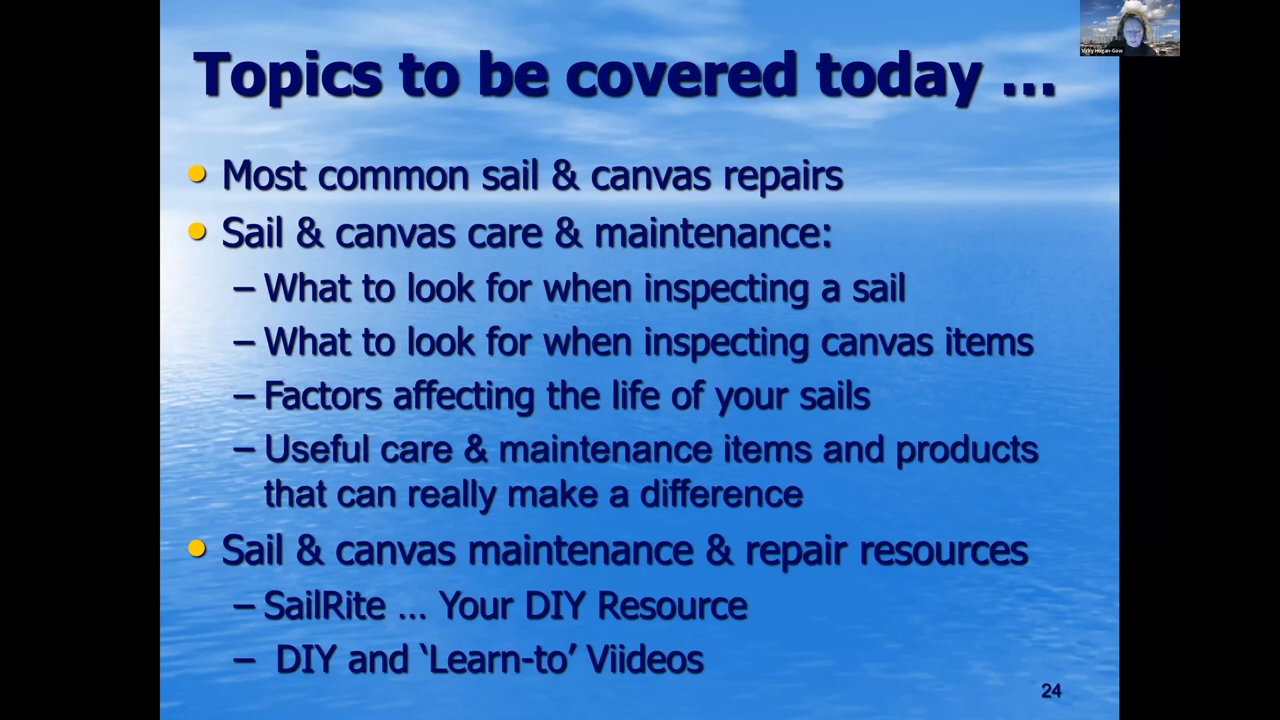 Topics to be covered today ...
• Most common sail & canvas repairs
• Sail & canvas care & maintenance:
– What to look for when inspecting a sail
– What to look for when inspecting canvas items
– Factors affecting the life of your sails
– Useful care & maintenance items and products
that can really make a difference
• Sail & canvas maintenance & repair resources
– SailRite ... Your DIY Resource
– DIY and ‘Learn-to’ Viideos
24
Vicky Hogan-Gow